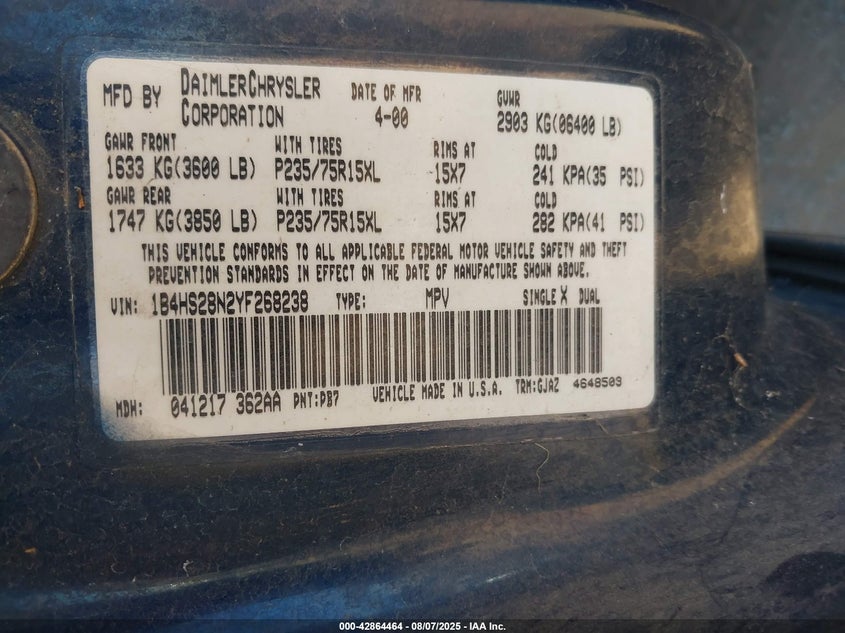 MFD BY DAIMLERCHRYSLER CORPORATION DATE OF MFR 4-00 GVWR 2903 KG(06400 LB)
GAWR FRONT WITH TIRES RIMS AT COLD
1633 KG(3600 LB) P235/75R15XL 15X7 241 KPA(35 PSI)
GAWR REAR WITH TIRES RIMS AT COLD
1747 KG(3850 LB) P235/75R15XL 15X7 282 KPA(41 PSI)
THIS VEHICLE CONFORMS TO ALL APPLICABLE FEDERAL MOTOR VEHICLE SAFETY AND THEFT
PREVENTION STANDARDS IN EFFECT ON THE DATE OF MANUFACTURE SHOWN ABOVE.
VIN: 1B4HS28N2YF268238 TYPE: MPV SINGLE X DUAL
MDH: 041217 362AA PNT:PB7 VEHICLE MADE IN U.S.A. TRM:GJAZ 4648503
000-42864464 - 08/07/2025 - IAA Inc.